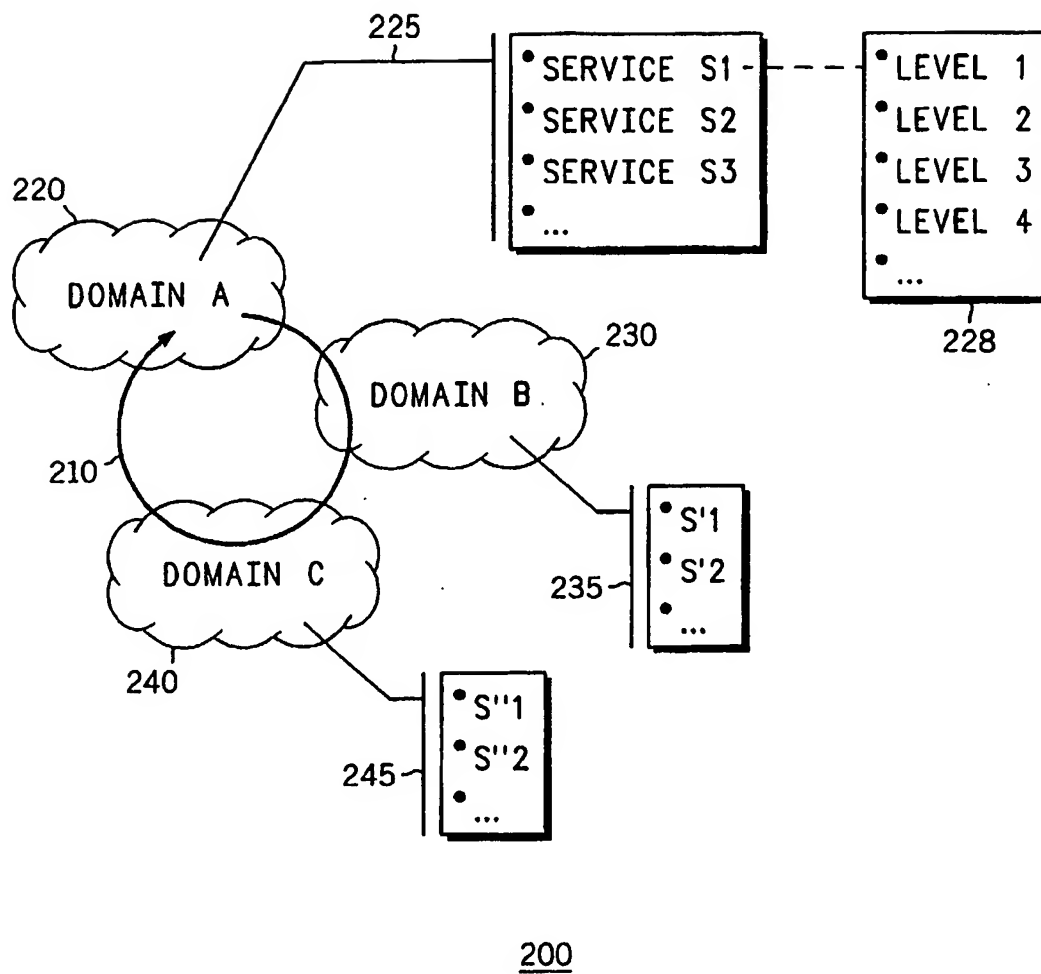 225
• SERVICE S1
• SERVICE S2
• SERVICE S3
• ...
• LEVEL 1
• LEVEL 2
• LEVEL 3
• LEVEL 4
• ...
228
220
DOMAIN A
230
DOMAIN B
210
DOMAIN C
240
235
• S'1
• S'2
• ...
245
• S"1
• S"2
• ...
200